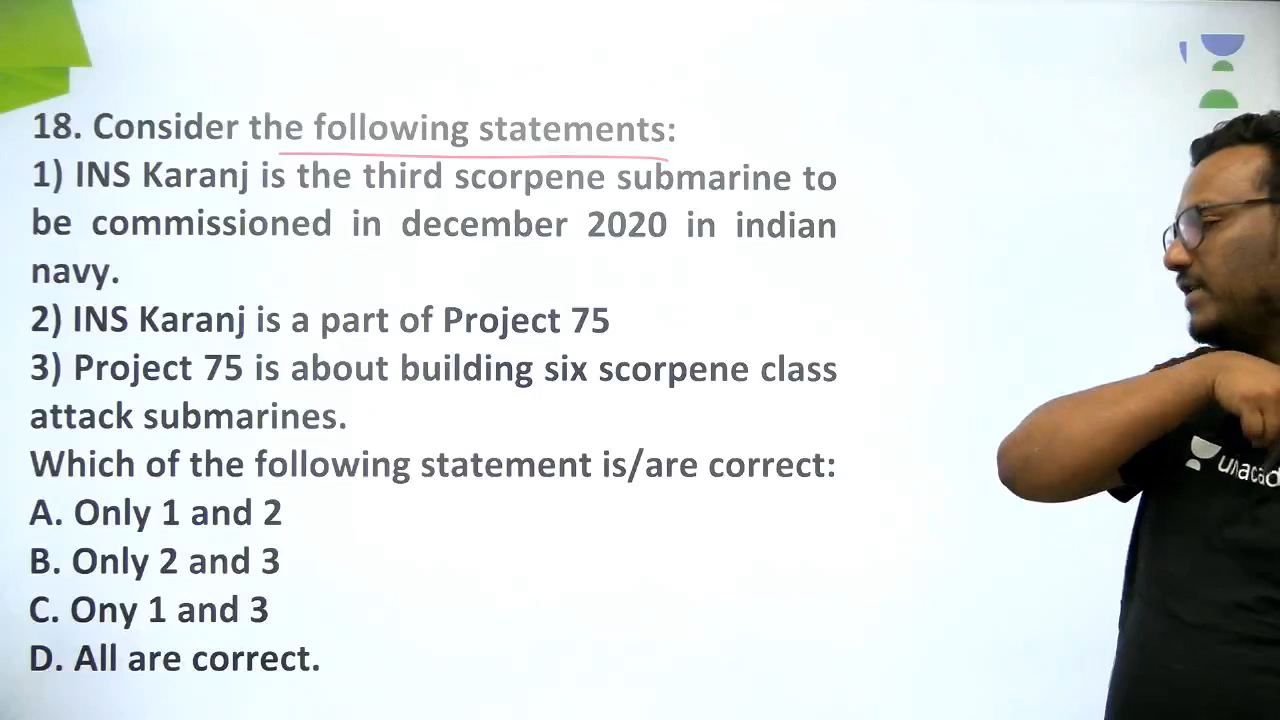 18. Consider the following statements:
1) INS Karanj is the third scorpene submarine to
be commissioned in december 2020 in indian
navy.
2) INS Karanj is a part of Project 75
3) Project 75 is about building six scorpene class
attack submarines.
Which of the following statement is/are correct:
A. Only 1 and 2
B. Only 2 and 3
C. Ony 1 and 3
D. All are correct.